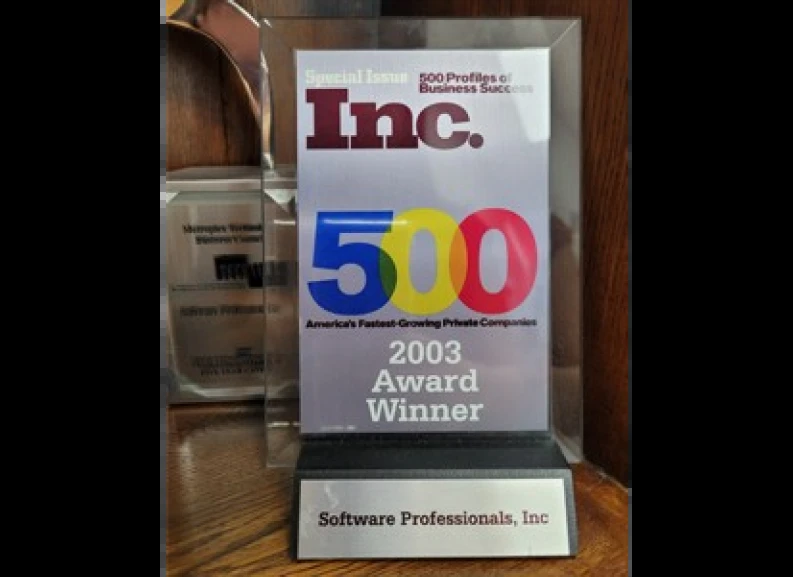 Special Issue
500 Profiles of
Business Success
Inc.
500
America's Fastest-Growing Private Companies
2003
Award
Winner
Software Professionals, Inc
Metroplex